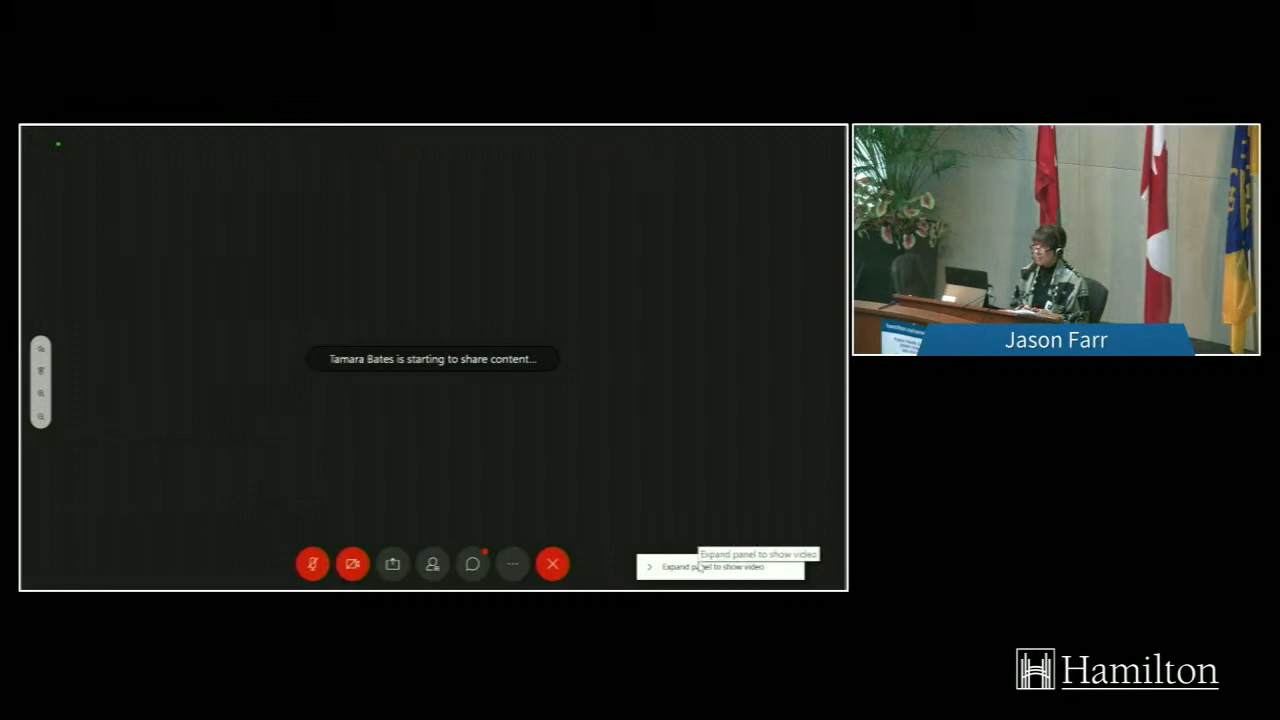 Tamara Bates is starting to share content...
Expand panel to show video
Expand panel to show video
Jason Farr
Hamilton